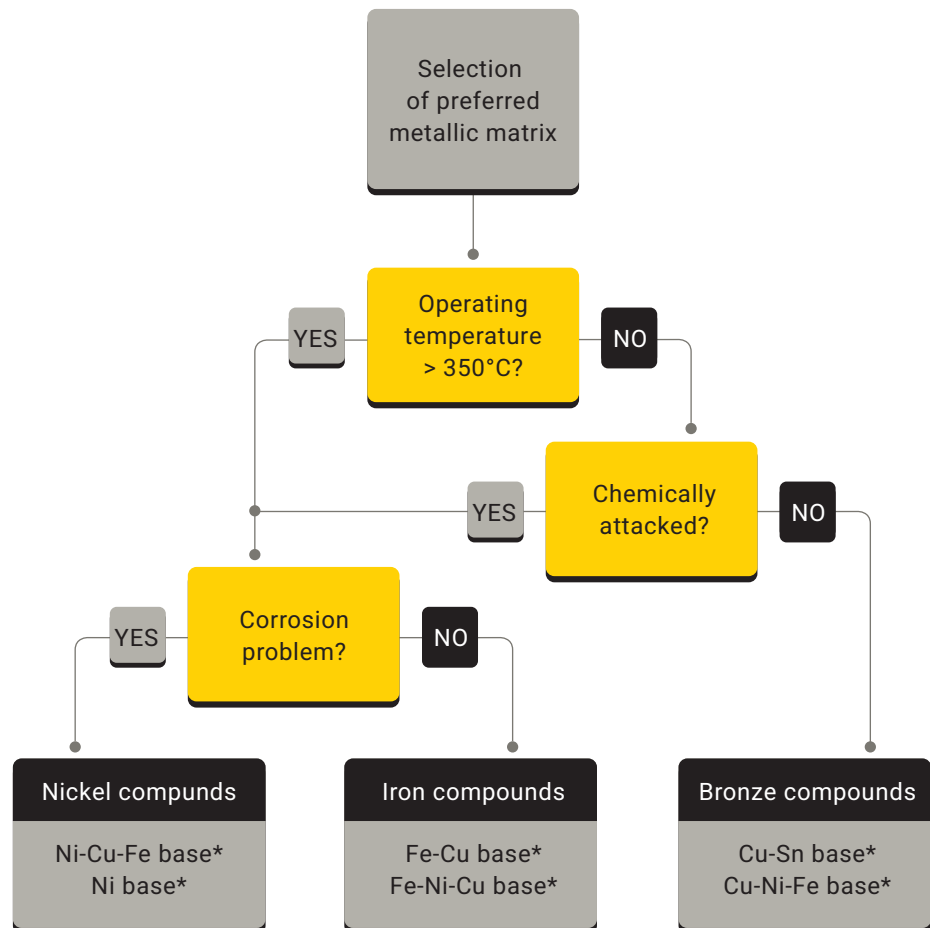 Selection
of preferred
metallic matrix
Operating
temperature
> 350°C?
YES
NO
Chemically
attacked?
YES
NO
Corrosion
problem?
YES
NO
Nickel compunds
Ni-Cu-Fe base*
Ni base*
Iron compounds
Fe-Cu base*
Fe-Ni-Cu base*
Bronze compounds
Cu-Sn base*
Cu-Ni-Fe base*